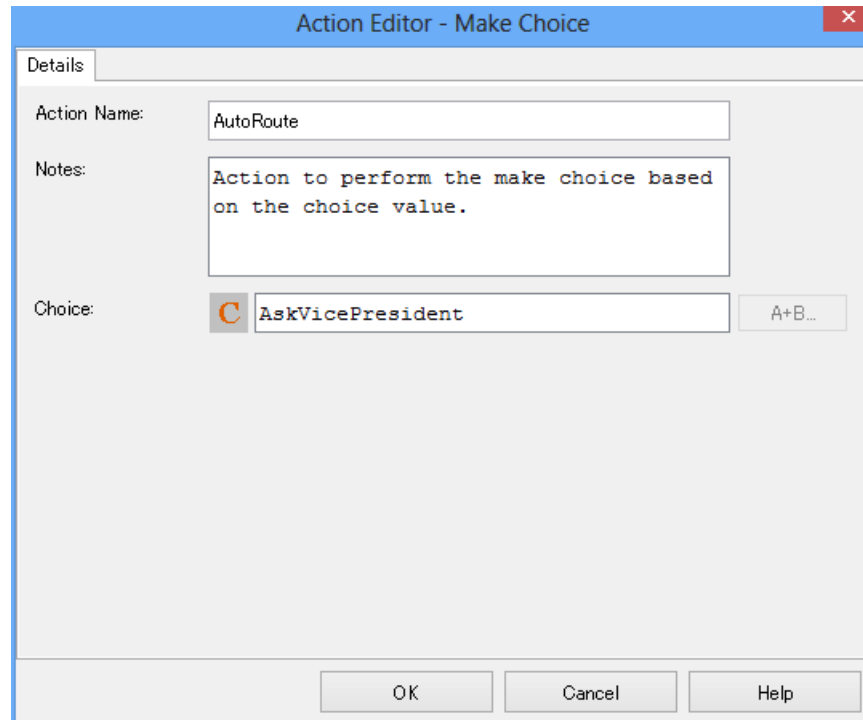 Action Editor - Make Choice
Details
Action Name:
AutoRoute
Notes:
Action to perform the make choice based
on the choice value.
Choice:
C
AskVicePresident
A+B...
OK
Cancel
Help